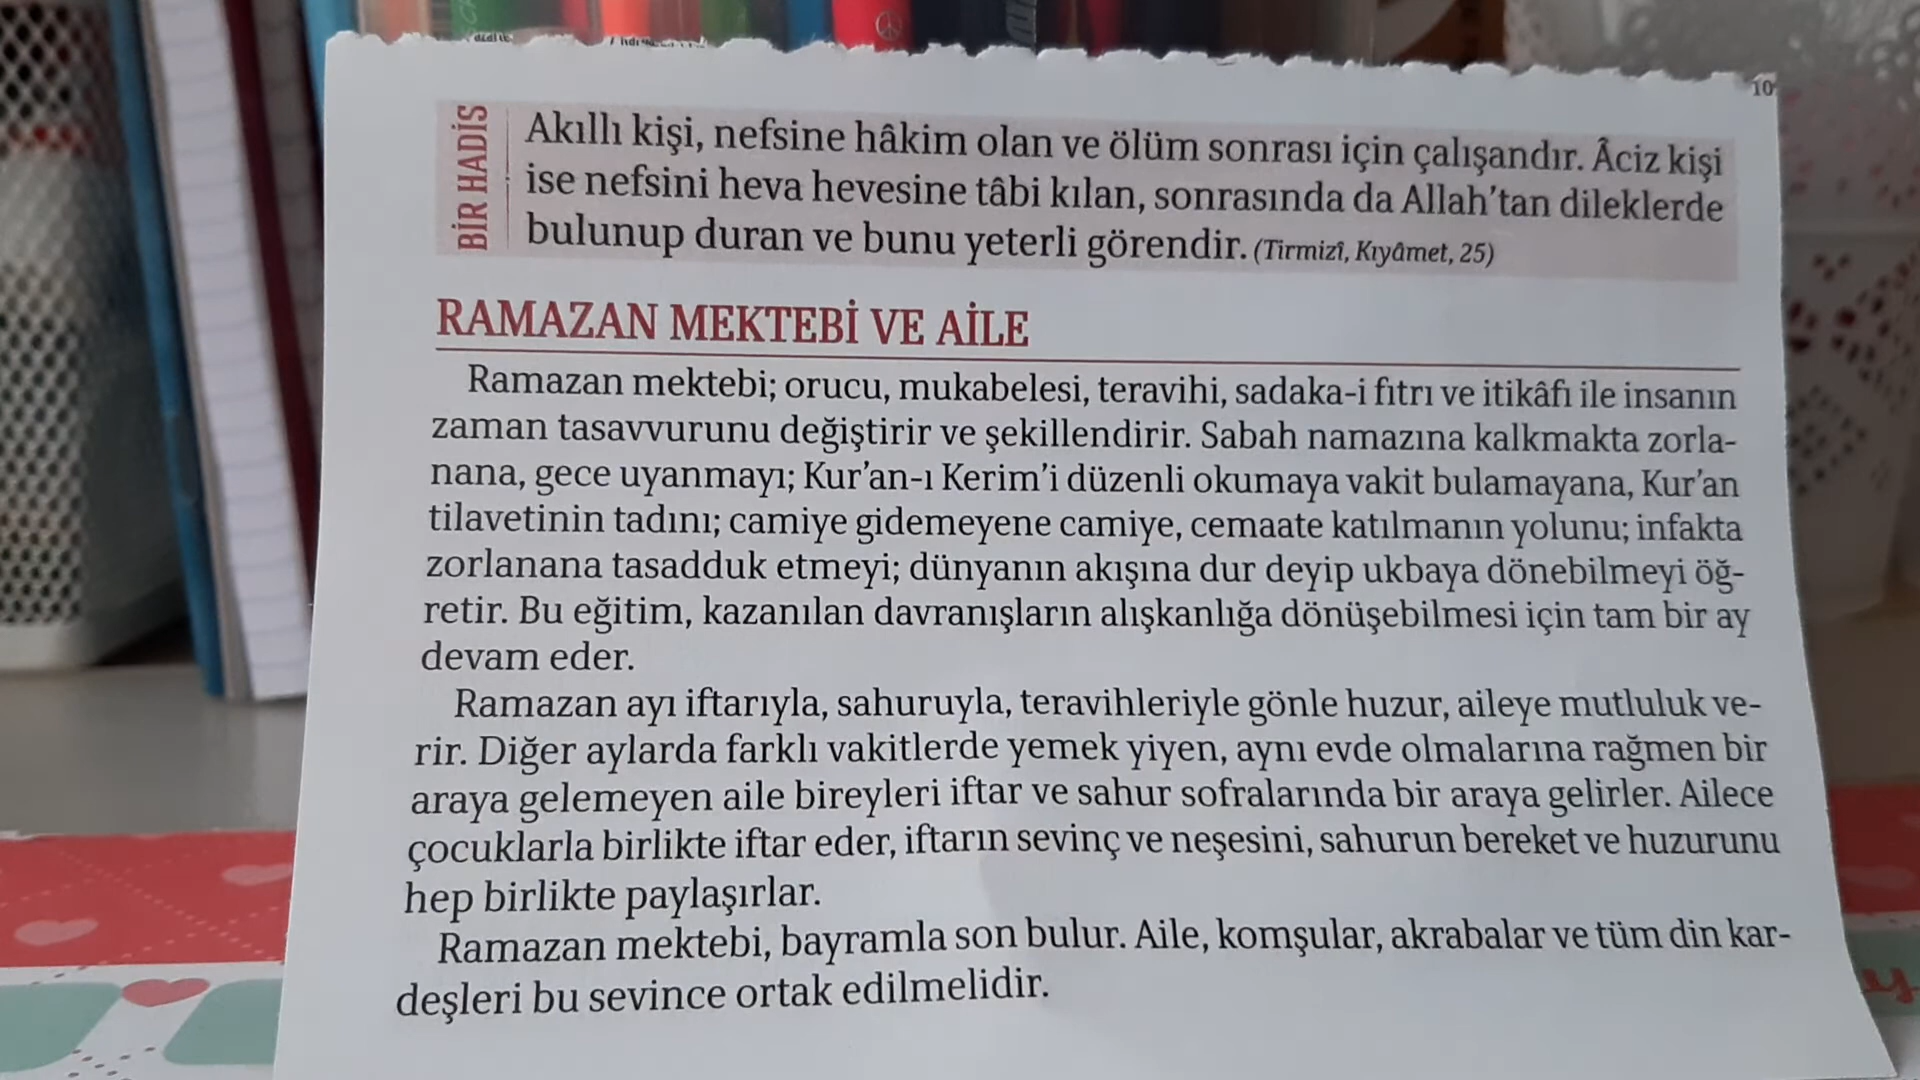 10
BİR HADİS
Akıllı kişi, nefsine hâkim olan ve ölüm sonrası için çalışandır. Âciz kişi
ise nefsini heva hevesine tâbi kılan, sonrasında da Allah’tan dileklerde
bulunup duran ve bunu yeterli görendir. (Tirmizî, Kıyâmet, 25)
RAMAZAN MEKTEBİ VE AİLE
Ramazan mektebi; orucu, mukabelesi, teravihi, sadaka-i fıtrı ve itikâfı ile insanın
zaman tasavvurunu değiştirir ve şekillendirir. Sabah namazına kalkmakta zorla-
nana, gece uyanmayı; Kur’an-ı Kerim’i düzenli okumaya vakit bulamayana, Kur’an
tilavetinin tadını; camiye gidemeyene camiye, cemaate katılmanın yolunu; infakta
zorlanana tasadduk etmeyi; dünyanın akışına dur deyip ukbaya dönebilmeyi öğ-
retir. Bu eğitim, kazanılan davranışların alışkanlığa dönüşebilmesi için tam bir ay
devam eder.
Ramazan ayı iftarıyla, sahuruyla, teravihleriyle gönle huzur, aileye mutluluk ve-
rir. Diğer aylarda farklı vakitlerde yemek yiyen, aynı evde olmalarına rağmen bir
araya gelemeyen aile bireyleri iftar ve sahur sofralarında bir araya gelirler. Ailece
çocuklarla birlikte iftar eder, iftarın sevinç ve neşesini, sahurun bereket ve huzurunu
hep birlikte paylaşırlar.
Ramazan mektebi, bayramla son bulur. Aile, komşular, akrabalar ve tüm din kar-
deşleri bu sevince ortak edilmelidir.